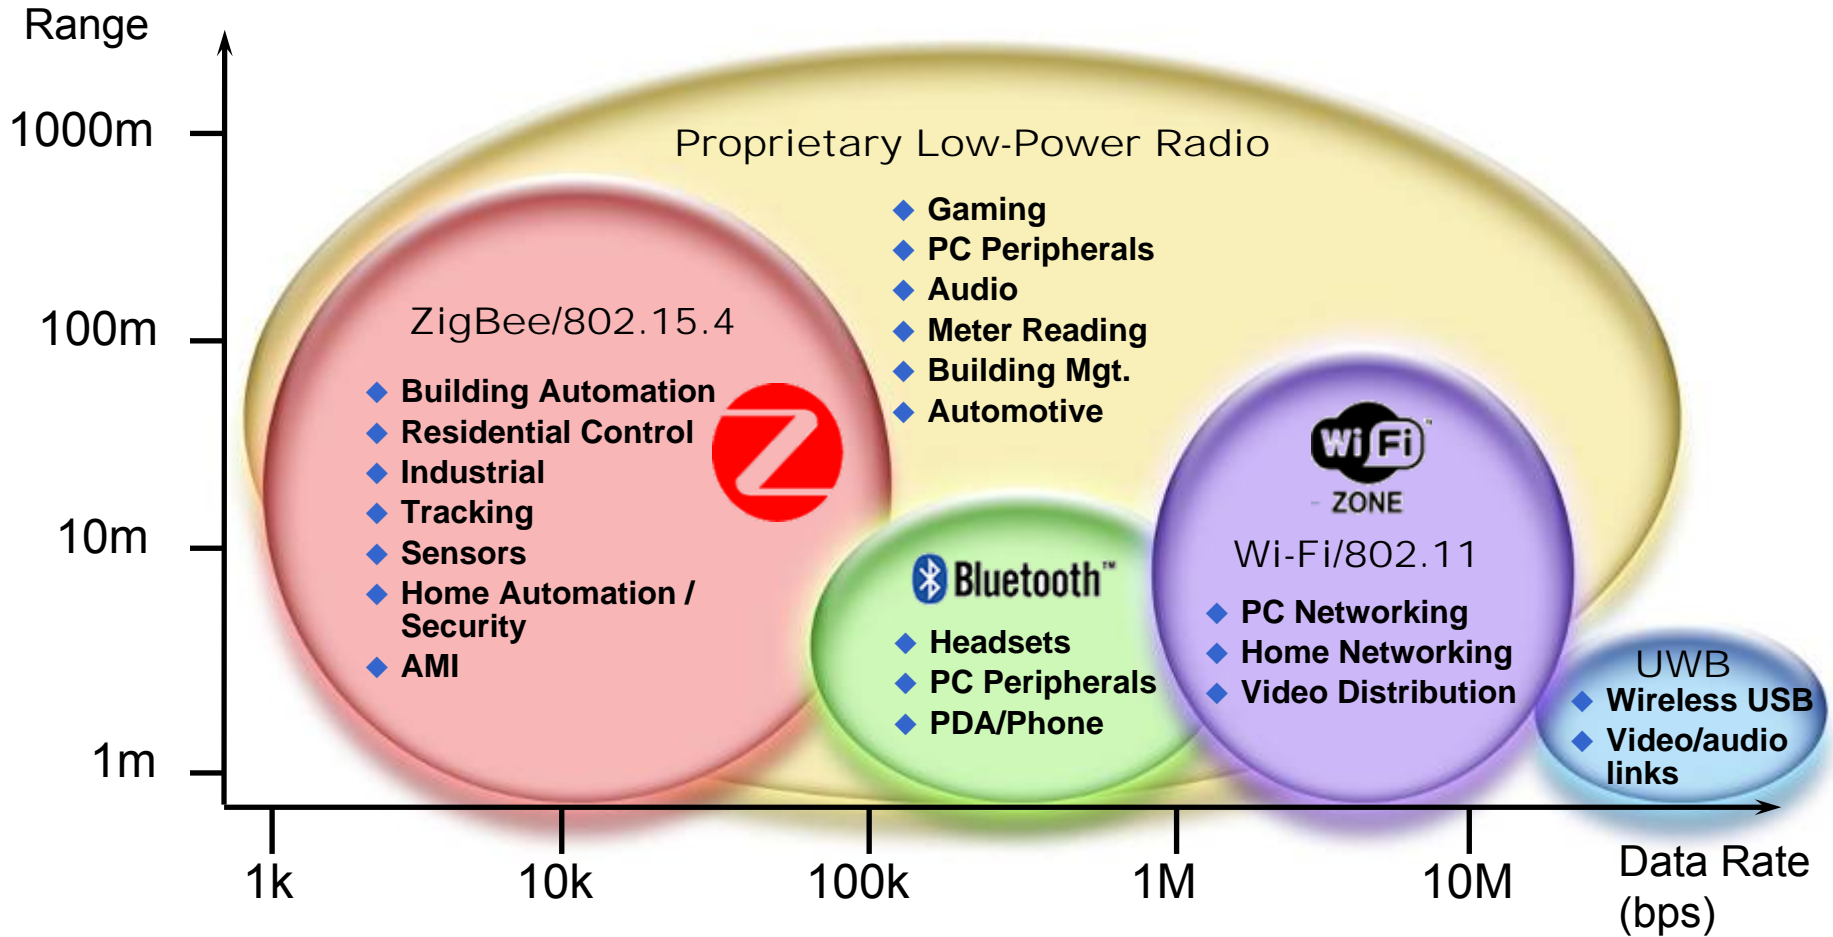 Range
1000m
100m
10m
1m
Proprietary Low-Power Radio
Gaming
PC Peripherals
Audio
Meter Reading
Building Mgt.
Automotive
ZigBee/802.15.4
Building Automation
Residential Control
Industrial
Tracking
Sensors
Home Automation /
Security
AMI
Z
Bluetooth™
Headsets
PC Peripherals
PDA/Phone
Wi Fi™
- ZONE
Wi-Fi/802.11
PC Networking
Home Networking
Video Distribution
UWB
Wireless USB
Video/audio
links
1k
10k
100k
1M
10M
Data Rate
(bps)